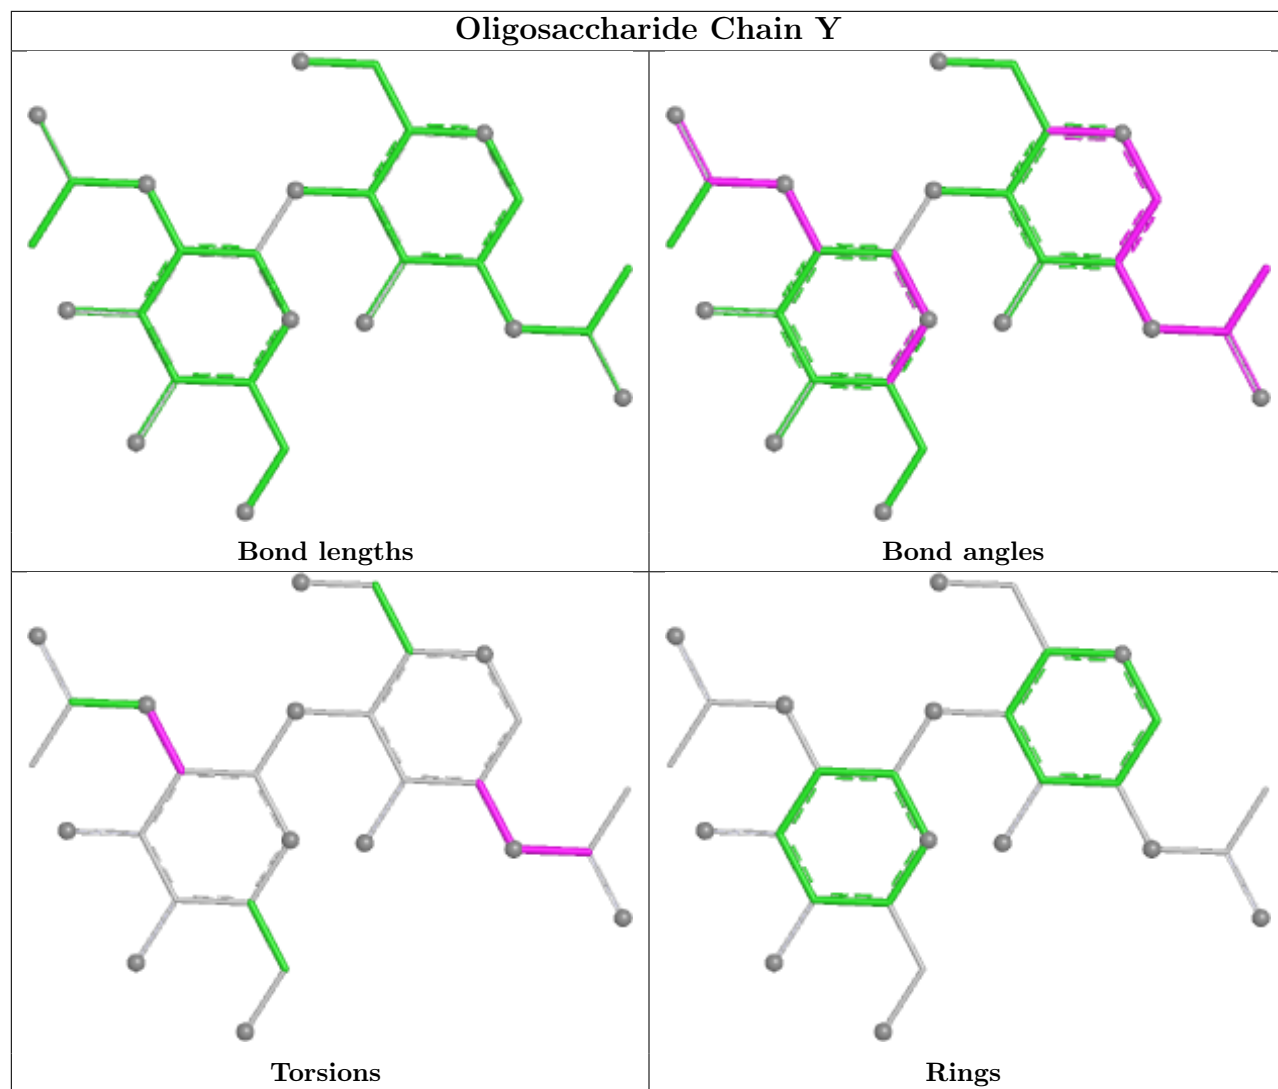 Oligosaccharide Chain Y
Bond lengths
Bond angles
Torsions
Rings